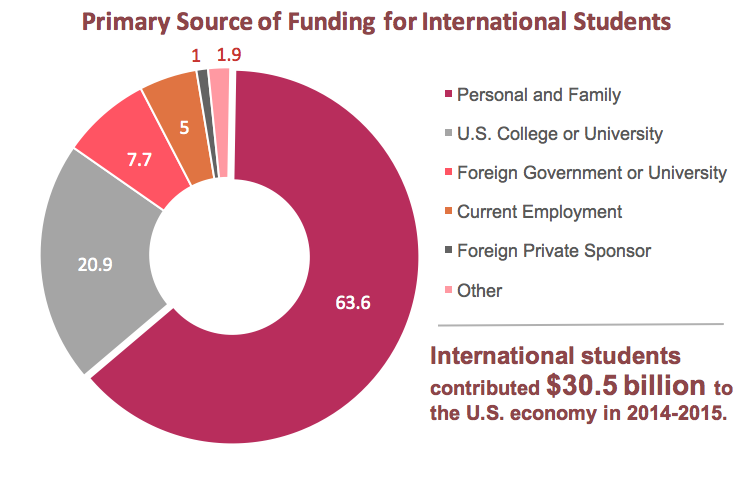 Primary Source of Funding for International Students
1
1.9
5
7.7
20.9
63.6
Personal and Family
U.S. College or University
Foreign Government or University
Current Employment
Foreign Private Sponsor
Other
International students
contributed $30.5 billion to
the U.S. economy in 2014-2015.